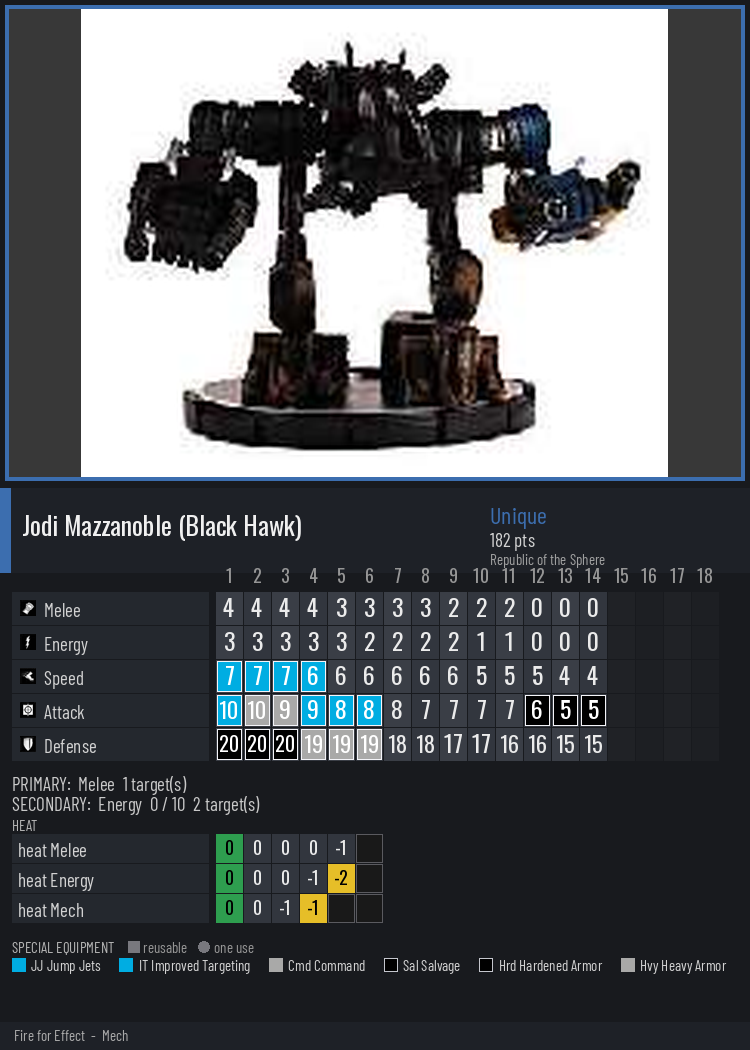 Jodi Mazzanoble (Black Hawk)
Unique
182 pts
Republic of the Sphere
1 2 3 4 5 6 7 8 9 10 11 12 13 14 15 16 17 18
Melee 4 4 4 4 3 3 3 3 2 2 2 0 0 0
Energy 3 3 3 3 3 2 2 2 2 1 1 0 0 0
Speed 7 7 7 6 6 6 6 6 6 5 5 5 4 4
Attack 10 10 9 9 8 8 8 7 7 7 7 6 5 5
Defense 20 20 20 19 19 19 18 18 17 17 16 16 15 15
PRIMARY: Melee 1 target(s)
SECONDARY: Energy 0 / 10 2 target(s)
HEAT
heat Melee 0 0 0 0 -1
heat Energy 0 0 0 -1 -2
heat Mech 0 0 -1 -1
SPECIAL EQUIPMENT reusable one use
JJ Jump Jets IT Improved Targeting Cmd Command Sal Salvage Hrd Hardened Armor Hvy Heavy Armor
Fire for Effect - Mech